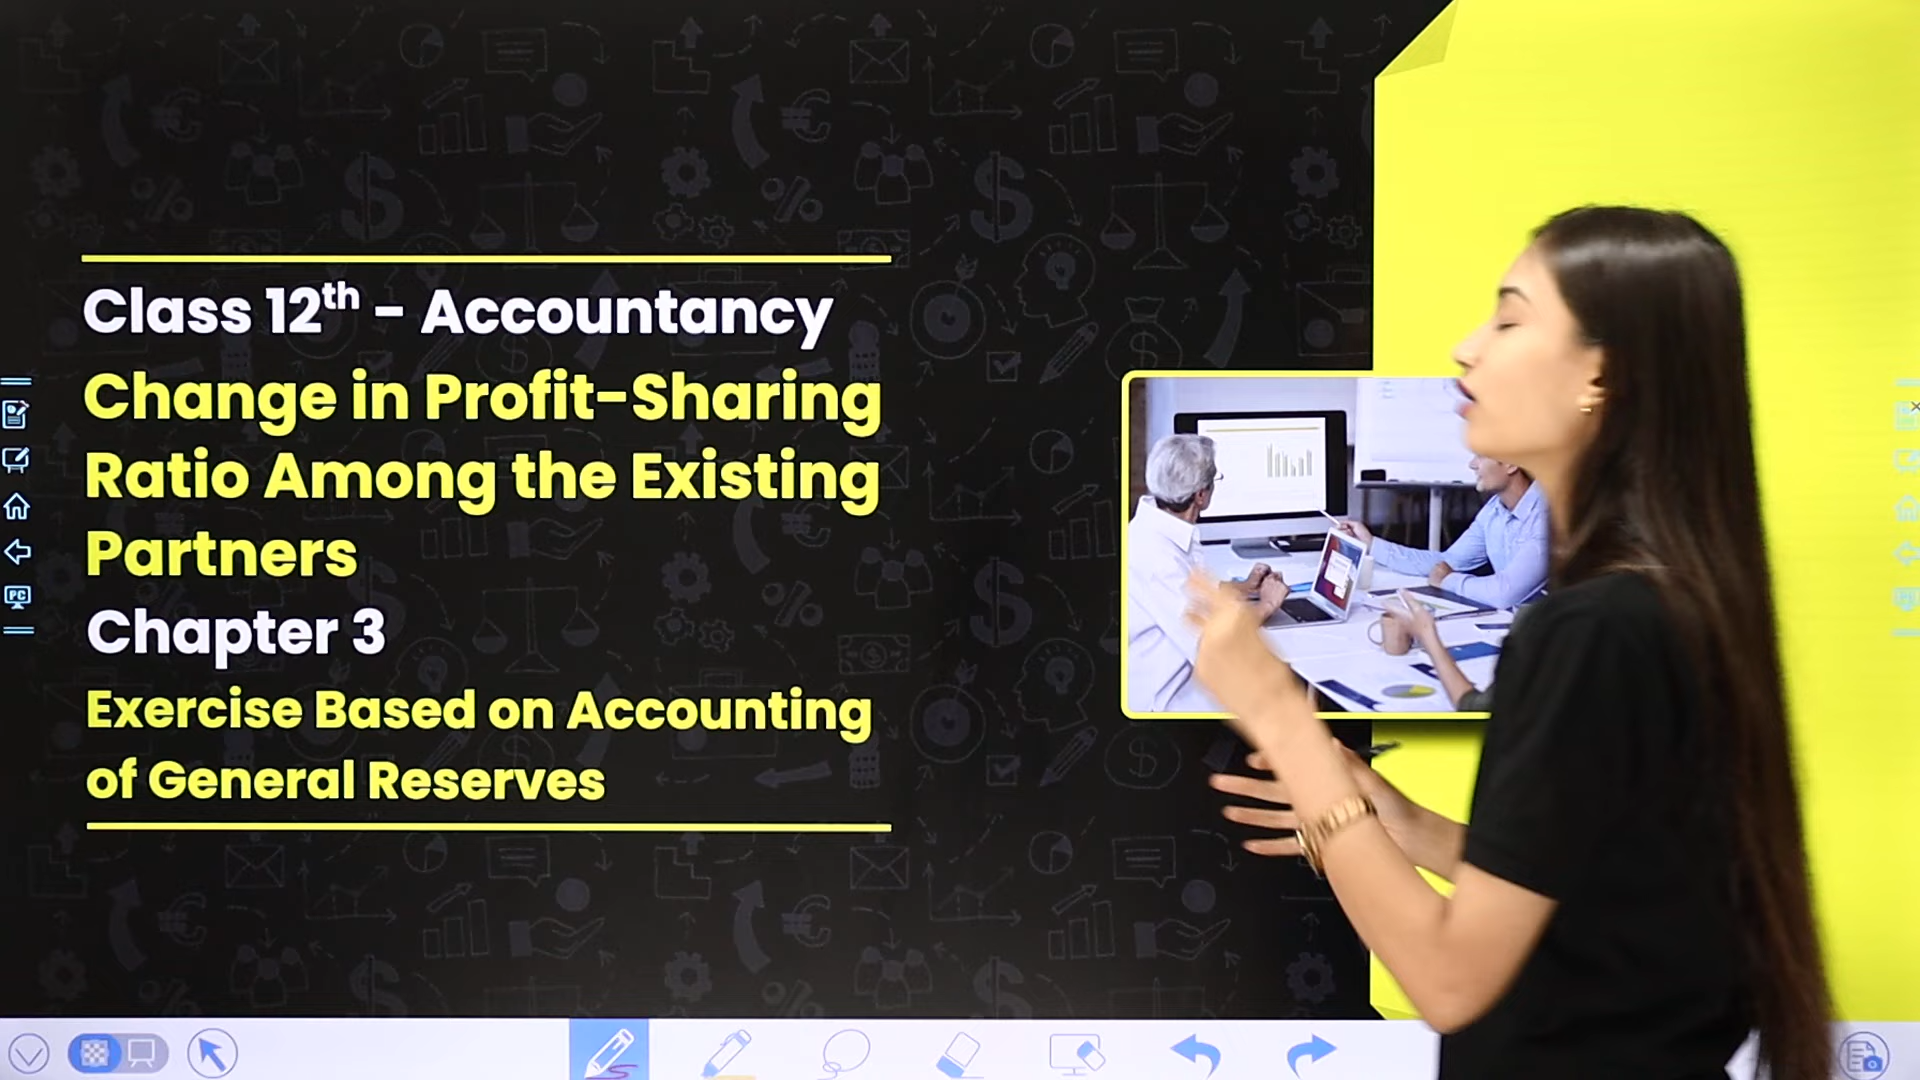 Class 12th - Accountancy
Change in Profit-Sharing
Ratio Among the Existing
Partners
Chapter 3
Exercise Based on Accounting
of General Reserves
PC